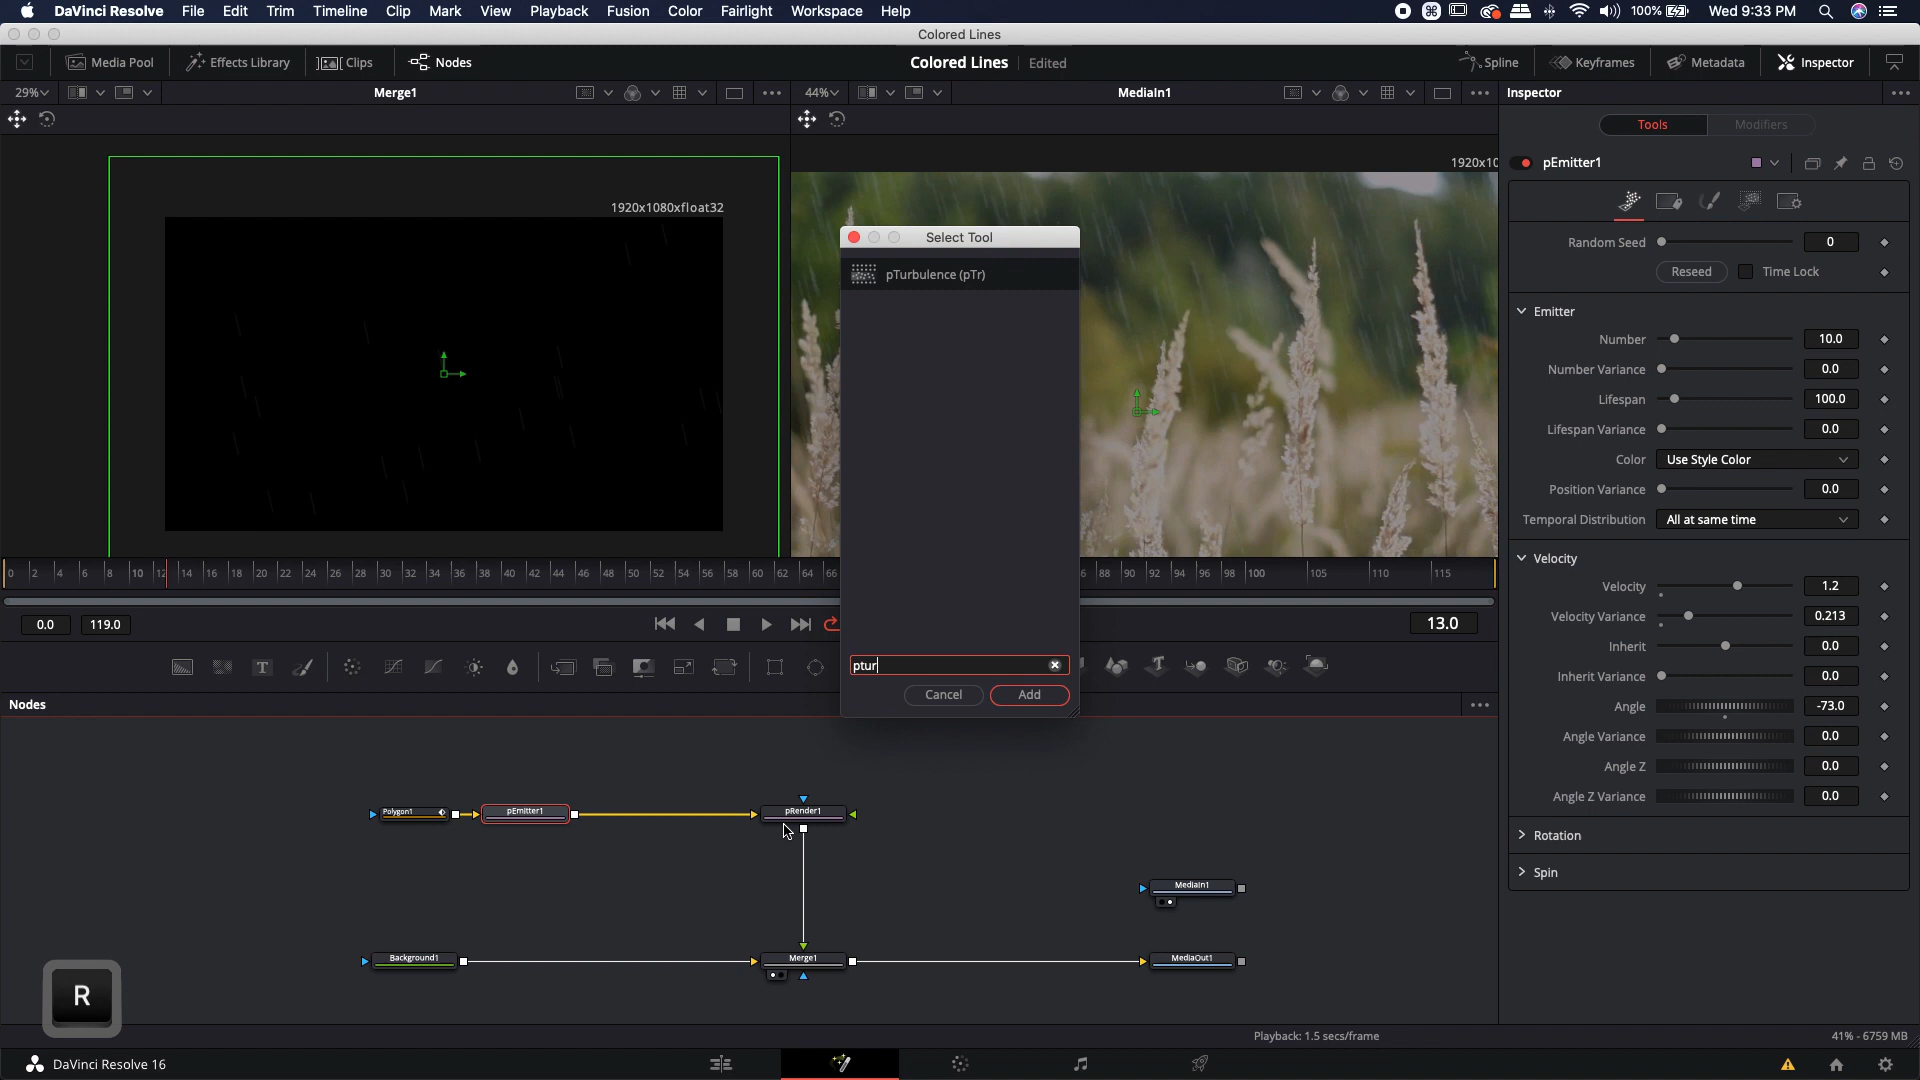 DaVinci Resolve File Edit Trim Timeline Clip Mark View Playback Fusion Color Fairlight Workspace Help 100% Wed 9:33 PM
Colored Lines
Media Pool Effects Library Clips Nodes Colored Lines Edited Spline Keyframes Metadata Inspector
29% Merge1 44% MediaIn1 Inspector
Tools Modifiers
pEmitter1
1920x1080xfloat32
1920x10
Select Tool
pTurbulence (pTr)
ptur
Cancel Add
Random Seed 0
Reseed Time Lock
Emitter
Number 10.0
Number Variance 0.0
Lifespan 100.0
Lifespan Variance 0.0
Color Use Style Color
Position Variance 0.0
Temporal Distribution All at same time
Velocity
Velocity 1.2
Velocity Variance 0.213
Inherit 0.0
Inherit Variance 0.0
Angle -73.0
Angle Variance 0.0
Angle Z 0.0
Angle Z Variance 0.0
Rotation
Spin
0 2 4 6 8 10 12 14 16 18 20 22 24 26 28 30 32 34 36 38 40 42 44 46 48 50 52 54 56 58 60 62 64 66 88 90 92 94 96 98 100 105 110 115
0.0 119.0 13.0
T T
Nodes
Polygon1 pEmitter1 pRender1
MediaIn1
Background1 Merge1 MediaOut1
R
Playback: 1.5 secs/frame 41% - 6759 MB
DaVinci Resolve 16